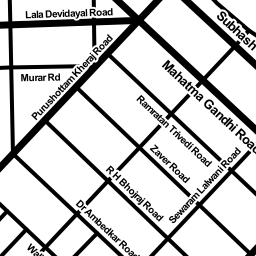 Lala Devidayal Road
Subhash
Murar Rd
Purushottam Kheraj Road
Mahatma Gandhi Road
Ramratan Trivedi Road
Zaver Road
Sewaram Lalwani Road
R H Bhojraj Road
Dr Ambedkar Road